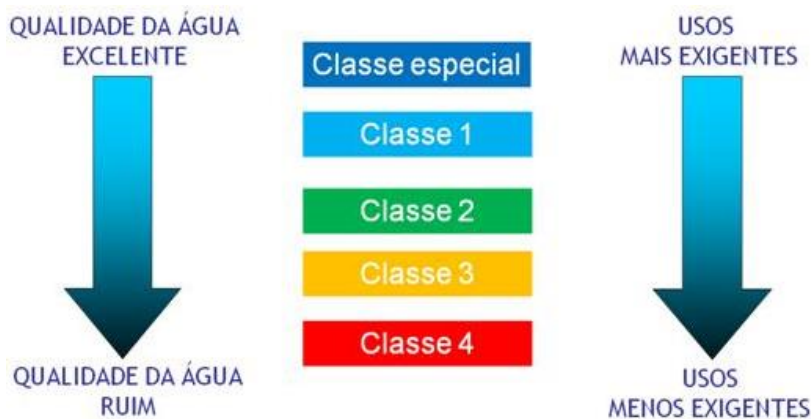 QUALIDADE DA ÁGUA
EXCELENTE
USOS
MAIS EXIGENTES
Classe especial
Classe 1
Classe 2
Classe 3
Classe 4
QUALIDADE DA ÁGUA
RUIM
USOS
MENOS EXIGENTES